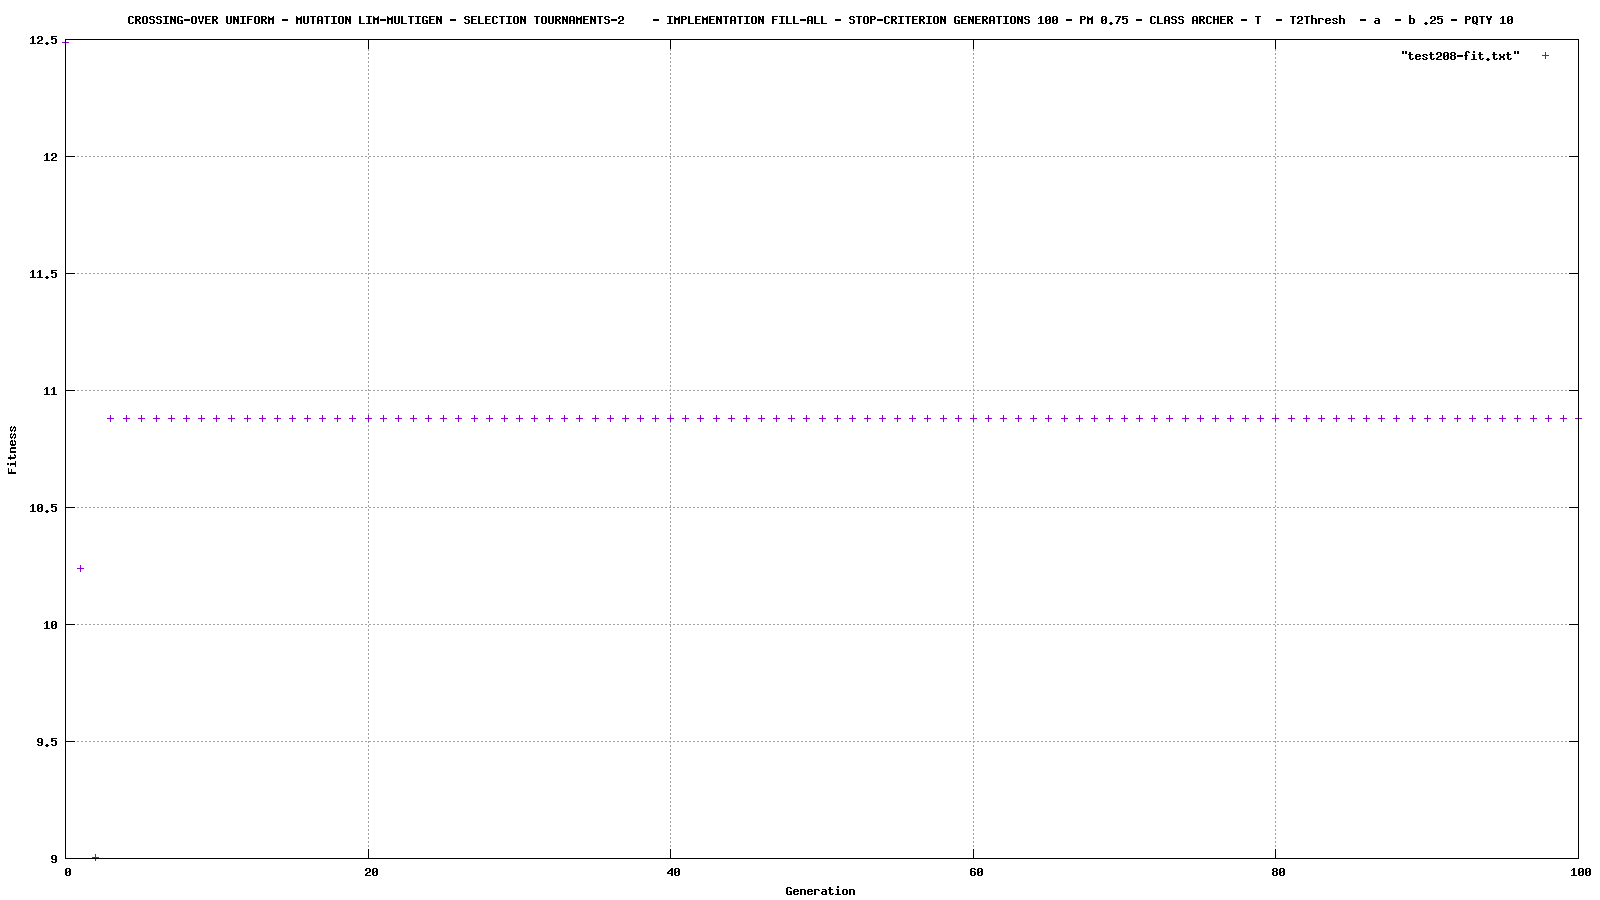 CROSSING-OVER UNIFORM - MUTATION LIM-MULTIGEN - SELECTION TOURNAMENTS-2    - IMPLEMENTATION FILL-ALL - STOP-CRITERION GENERATIONS 100 - PM 0.75 - CLASS ARCHER - T  - T2Thresh  - a  - b .25 - PQTY 10
12.5
"test208-fit.txt"
12
11.5
11
Fitness
10.5
10
9.5
9
0 20 40 60 80 100
Generation